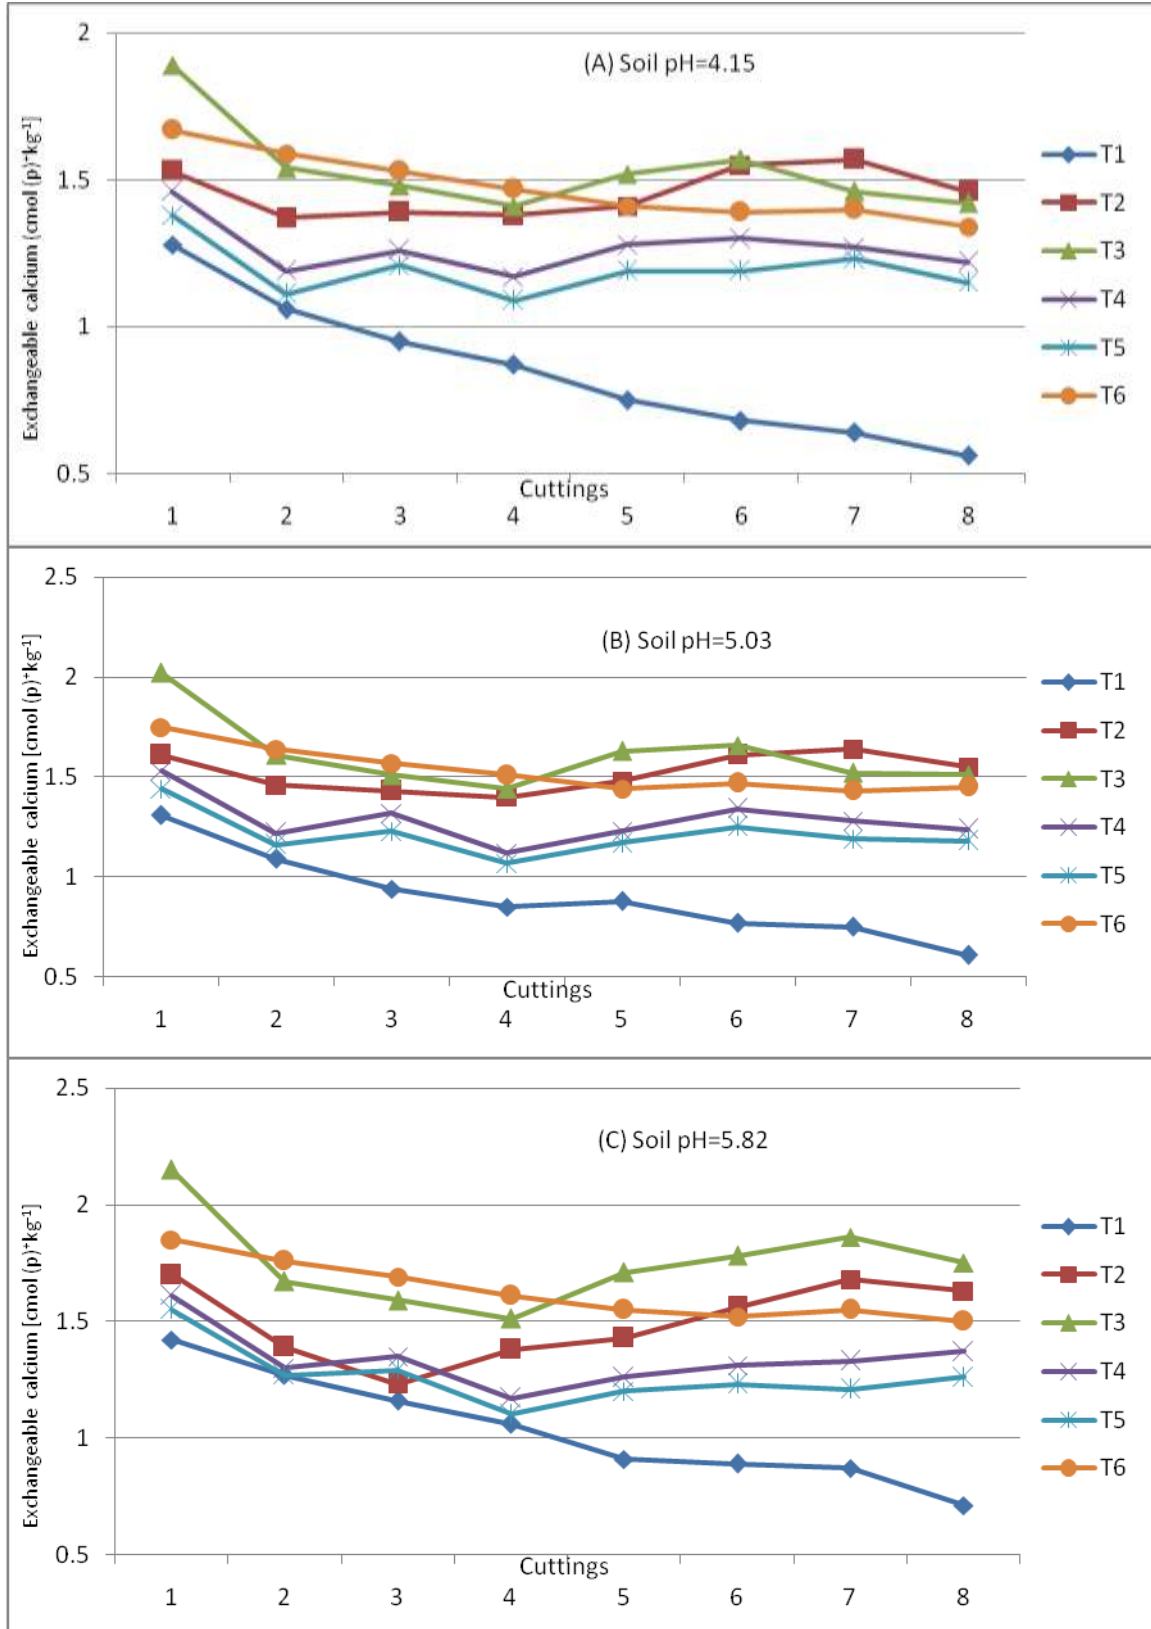 2
(A) Soil pH=4.15
1.5
1
0.5
Exchangeable calcium (cmol (p)⁺kg⁻¹]
Cuttings
1 2 3 4 5 6 7 8
T1
T2
T3
T4
T5
T6
2.5
(B) Soil pH=5.03
2
1.5
1
0.5
Exchangeable calcium [cmol (p)⁺kg⁻¹]
Cuttings
1 2 3 4 5 6 7 8
T1
T2
T3
T4
T5
T6
2.5
(C) Soil pH=5.82
2
1.5
1
0.5
Exchangeable calcium [cmol (p)⁺kg⁻¹]
Cuttings
1 2 3 4 5 6 7 8
T1
T2
T3
T4
T5
T6